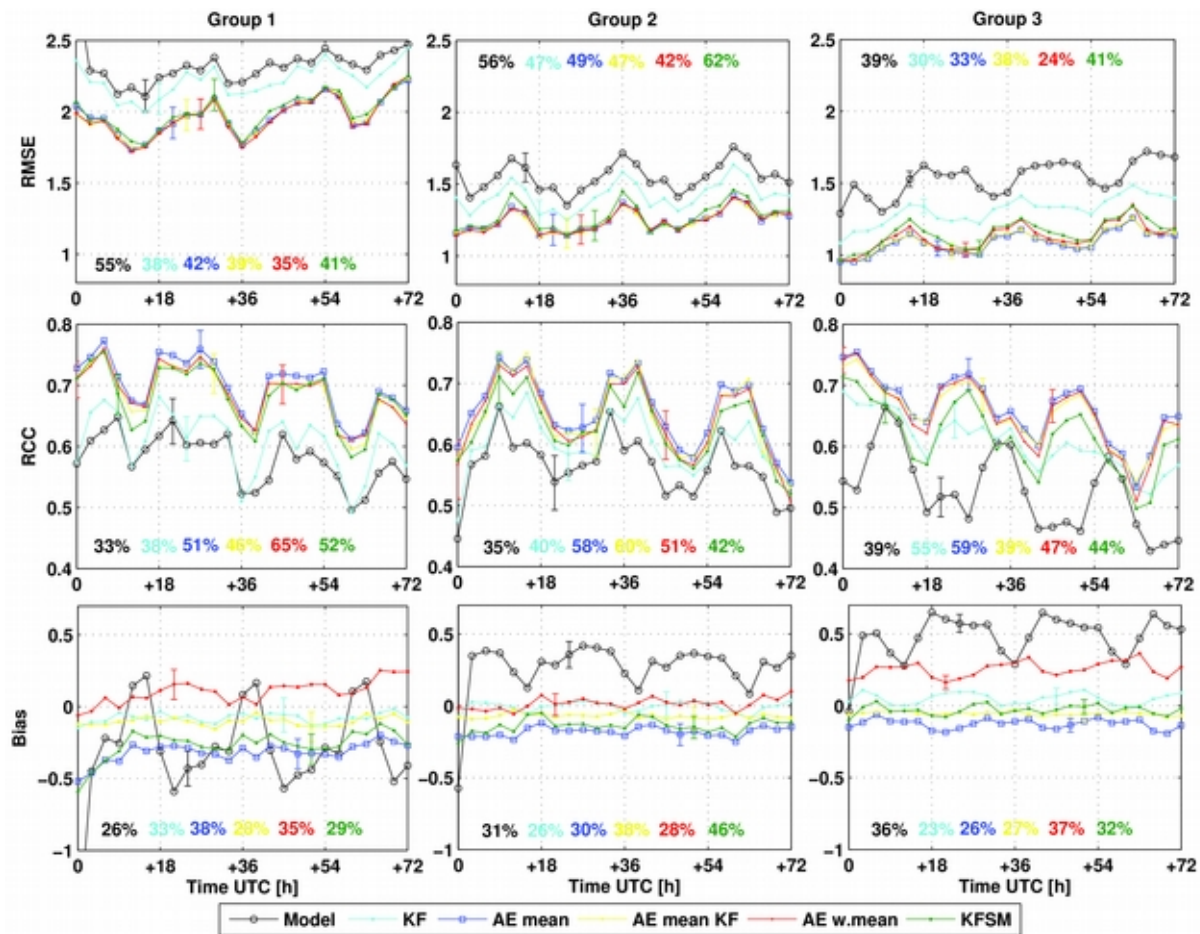 Group 1 Group 2 Group 3
2.5 2 1.5 1 RMSE
55% 38% 42% 39% 35% 41%
0 +18 +36 +54 +72
2.5 2 1.5 1
56% 47% 49% 47% 42% 62%
0 +18 +36 +54 +72
2.5 2 1.5 1
39% 30% 33% 38% 24% 41%
0 +18 +36 +54 +72
0.8 0.7 0.6 0.5 0.4 RCC
33% 38% 51% 46% 65% 52%
0 +18 +36 +54 +72
0.8 0.7 0.6 0.5 0.4
35% 40% 58% 60% 51% 42%
0 +18 +36 +54 +72
0.8 0.7 0.6 0.5 0.4
39% 55% 59% 39% 47% 44%
0 +18 +36 +54 +72
0.5 0 −0.5 −1 Bias
26% 33% 38% 28% 35% 29%
0 +18 +36 +54 +72
Time UTC [h]
0.5 0 −0.5 −1
31% 26% 30% 38% 28% 46%
0 +18 +36 +54 +72
Time UTC [h]
0.5 0 −0.5 −1
36% 23% 26% 27% 37% 32%
0 +18 +36 +54 +72
Time UTC [h]
Model KF AE mean AE mean KF AE w.mean KFSM